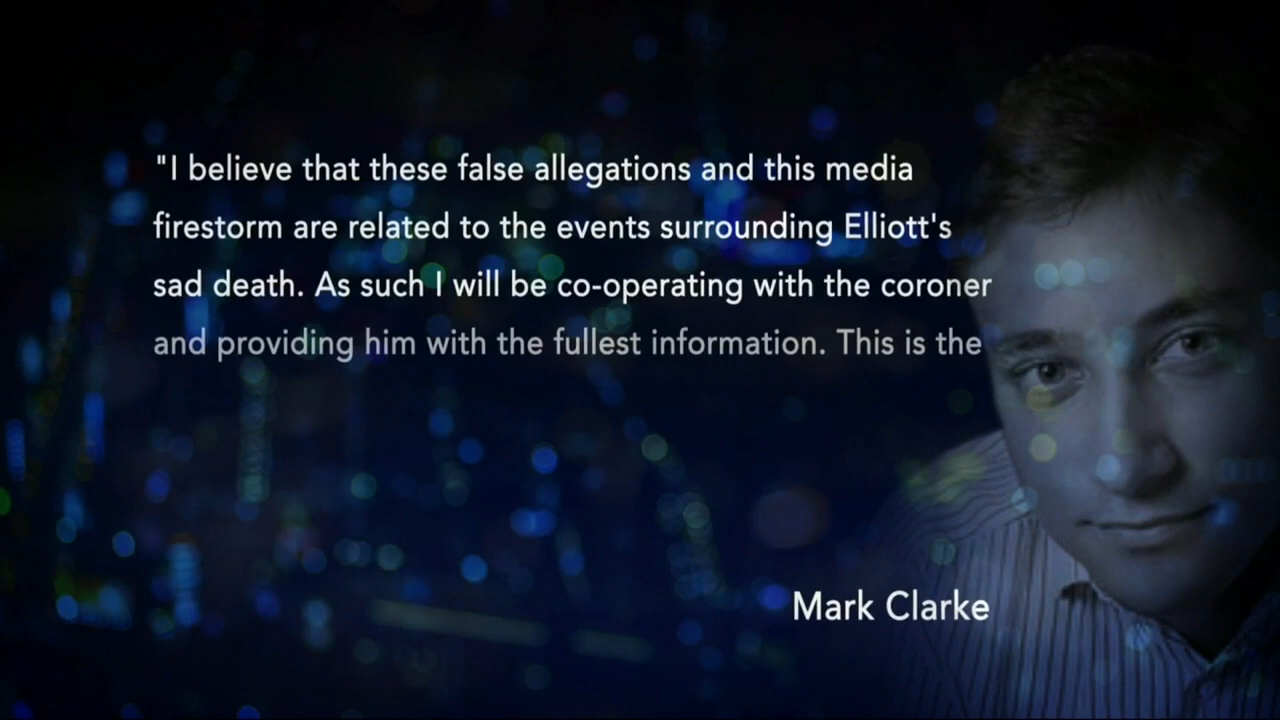 "I believe that these false allegations and this media
firestorm are related to the events surrounding Elliott's
sad death. As such I will be co-operating with the coroner
and providing him with the fullest information. This is the
Mark Clarke